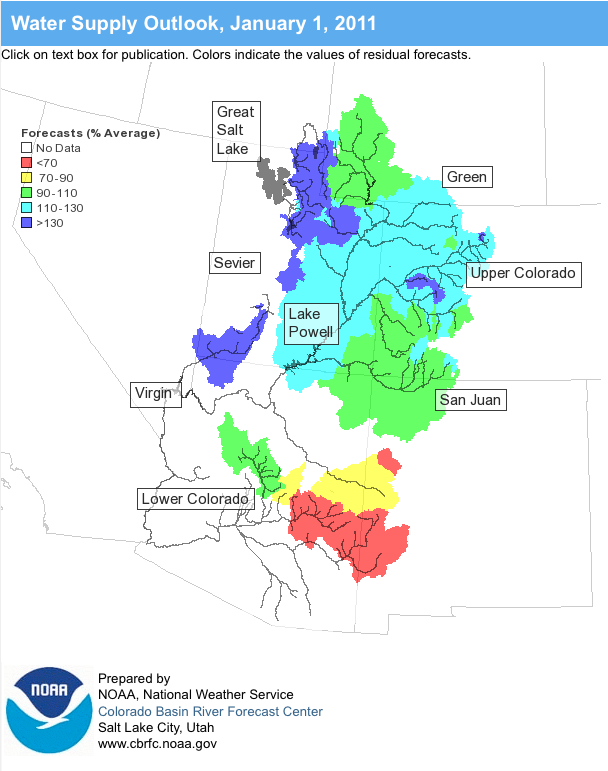 Water Supply Outlook, January 1, 2011
Click on text box for publication. Colors indicate the values of residual forecasts.
Great
Salt
Lake
Forecasts (% Average)
No Data
<70
70-90
90-110
110-130
>130
Green
Sevier
Upper Colorado
Lake
Powell
Virgin
San Juan
Lower Colorado
NOAA
Prepared by
NOAA, National Weather Service
Colorado Basin River Forecast Center
Salt Lake City, Utah
www.cbrfc.noaa.gov